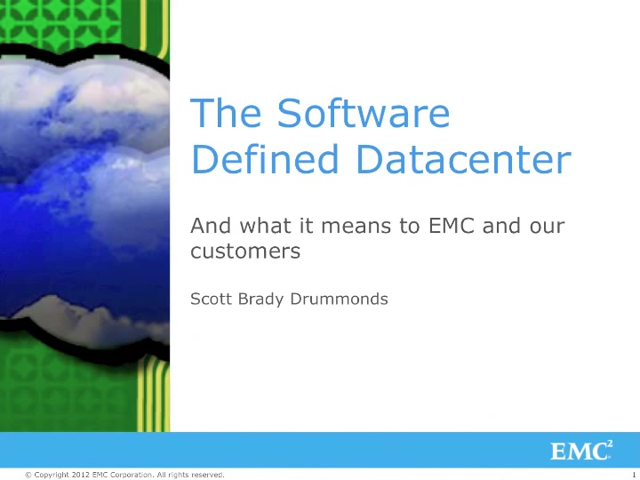 The Software
Defined Datacenter
And what it means to EMC and our
customers
Scott Brady Drummonds
EMC²
© Copyright 2012 EMC Corporation. All rights reserved.
1